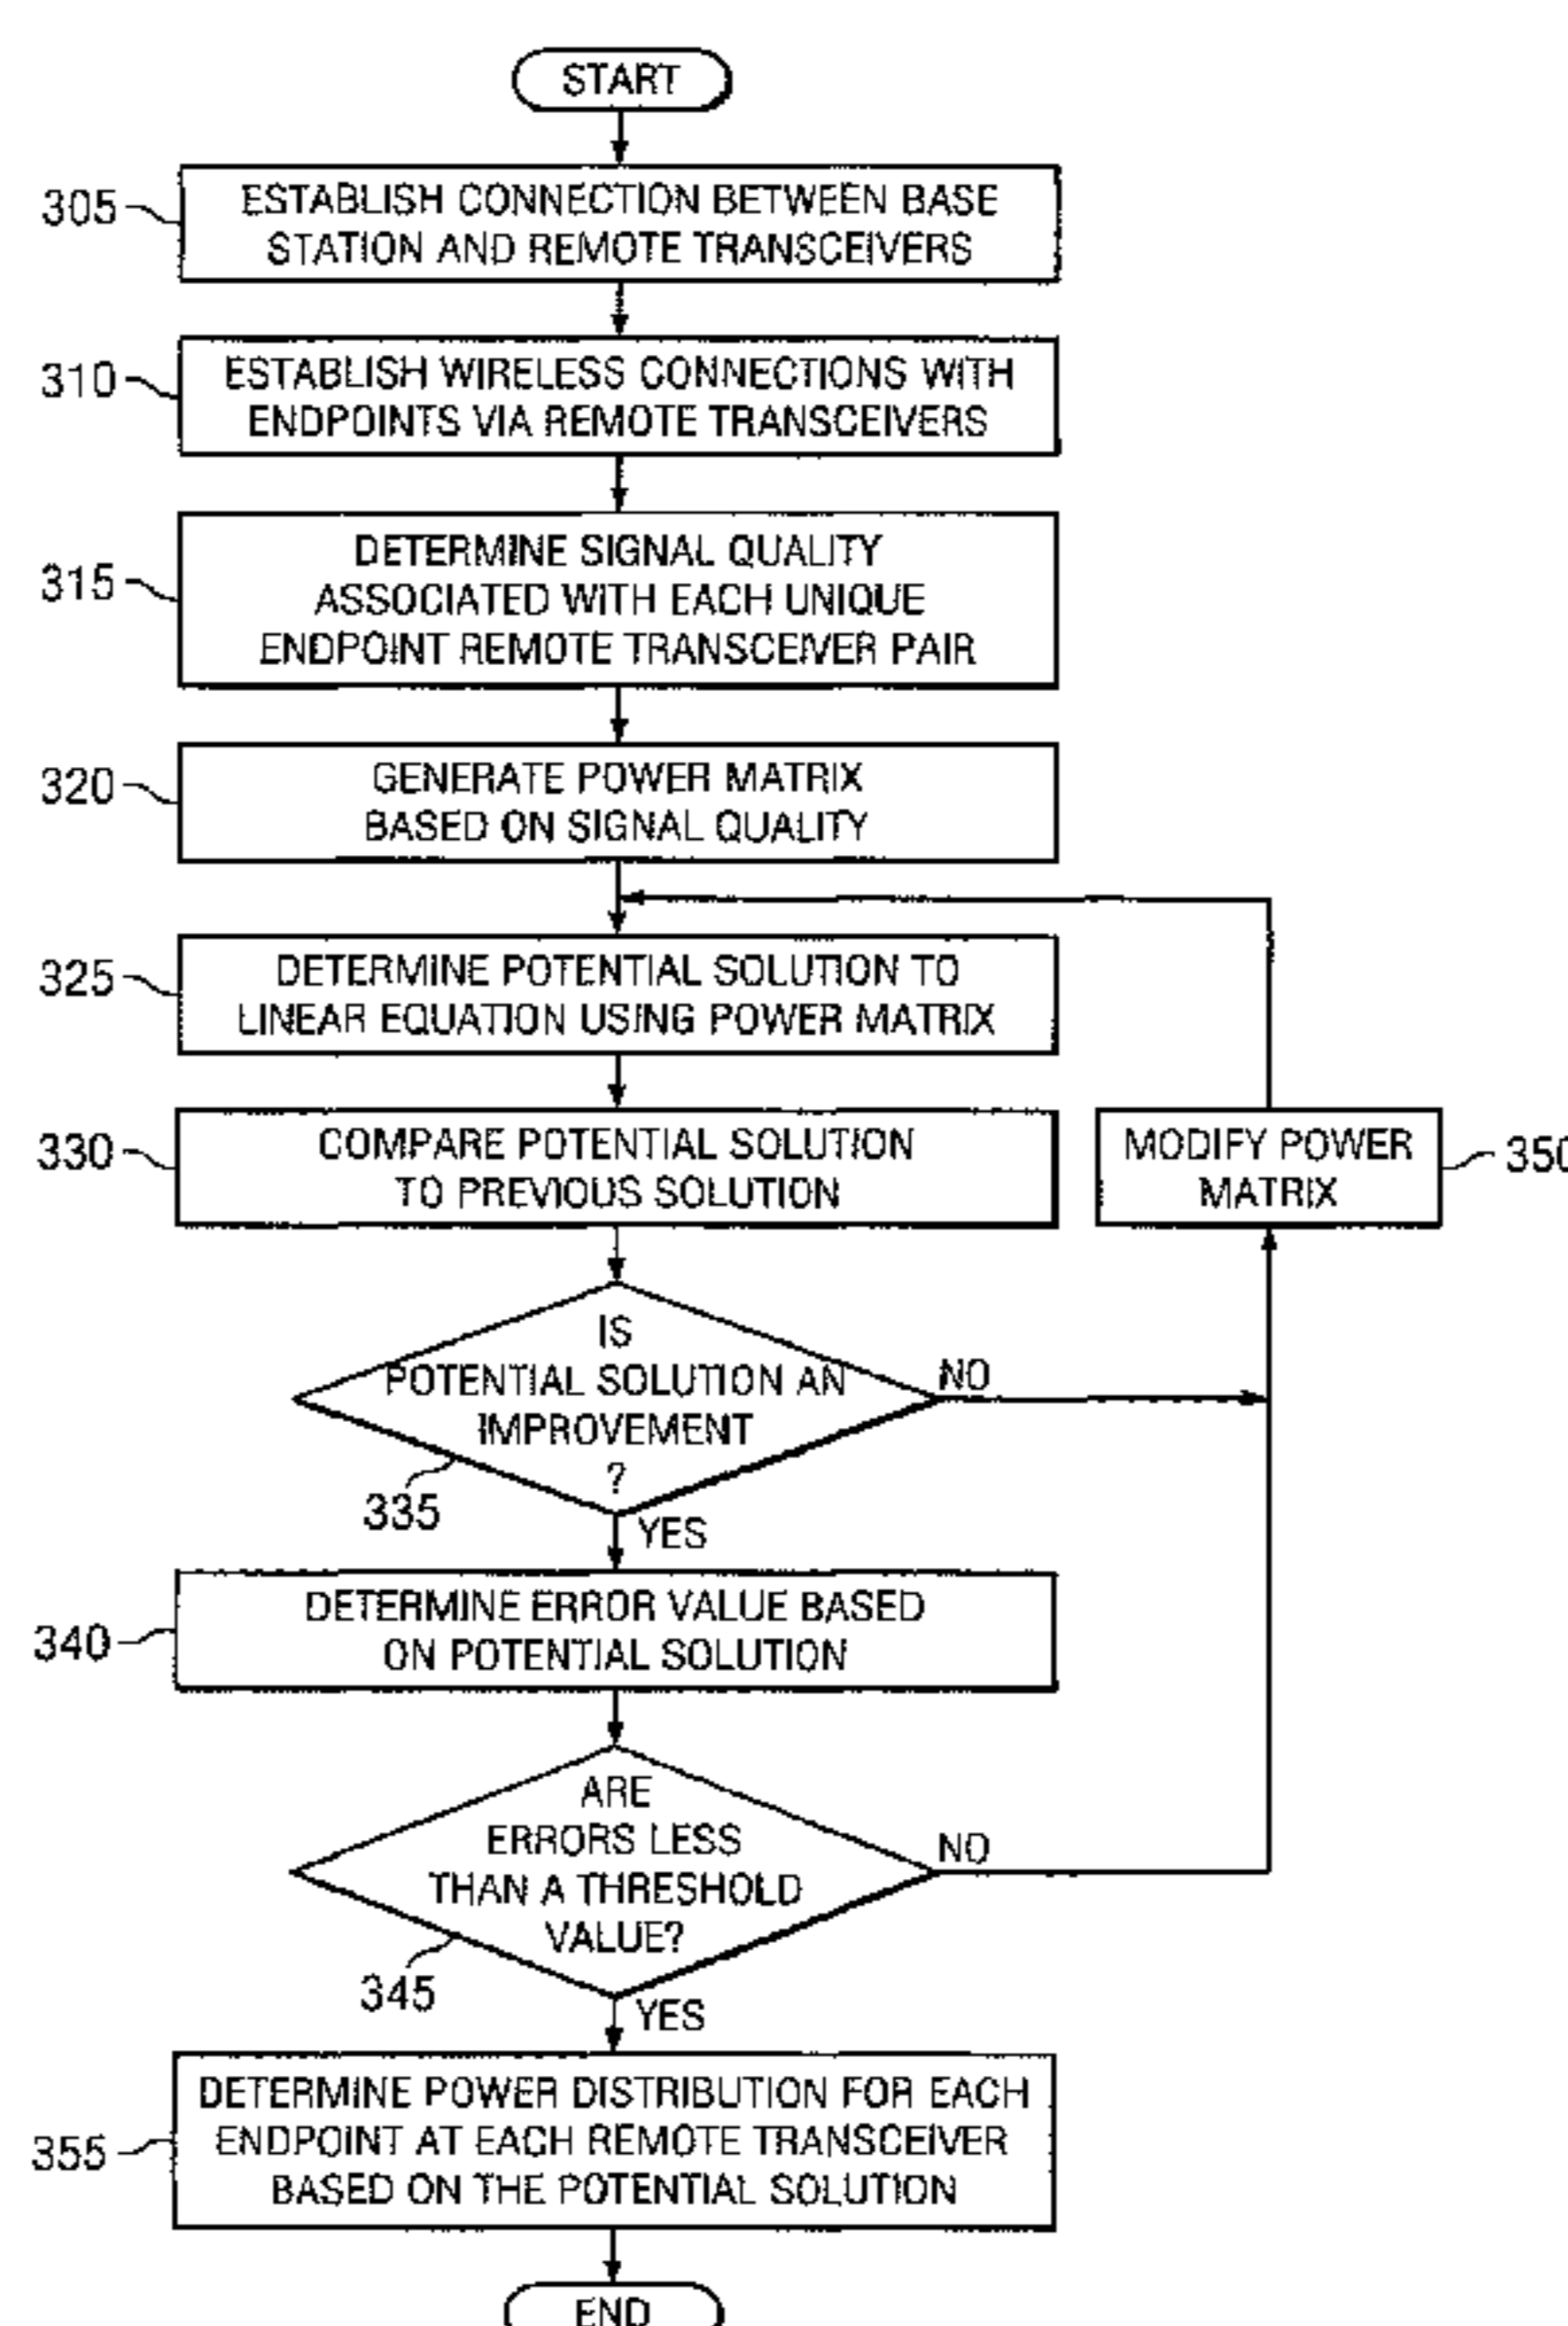 START
305
ESTABLISH CONNECTION BETWEEN BASE
STATION AND REMOTE TRANSCEIVERS
310
ESTABLISH WIRELESS CONNECTIONS WITH
ENDPOINTS VIA REMOTE TRANSCEIVERS
315
DETERMINE SIGNAL QUALITY
ASSOCIATED WITH EACH UNIQUE
ENDPOINT REMOTE TRANSCEIVER PAIR
320
GENERATE POWER MATRIX
BASED ON SIGNAL QUALITY
325
DETERMINE POTENTIAL SOLUTION TO
LINEAR EQUATION USING POWER MATRIX
330
COMPARE POTENTIAL SOLUTION
TO PREVIOUS SOLUTION
MODIFY POWER
MATRIX
350
IS
POTENTIAL SOLUTION AN
IMPROVEMENT
?
NO
335
YES
340
DETERMINE ERROR VALUE BASED
ON POTENTIAL SOLUTION
ARE
ERRORS LESS
THAN A THRESHOLD
VALUE?
NO
345
YES
355
DETERMINE POWER DISTRIBUTION FOR EACH
ENDPOINT AT EACH REMOTE TRANSCEIVER
BASED ON THE POTENTIAL SOLUTION
END